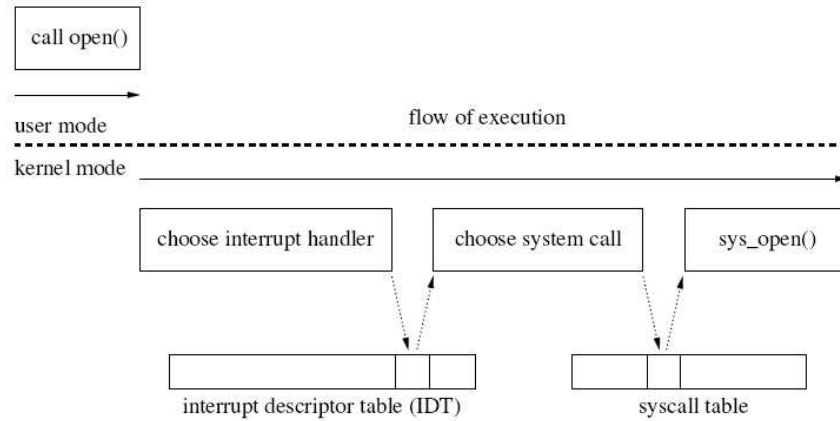 call open()
user mode
flow of execution
kernel mode
choose interrupt handler
choose system call
sys_open()
interrupt descriptor table (IDT)
syscall table